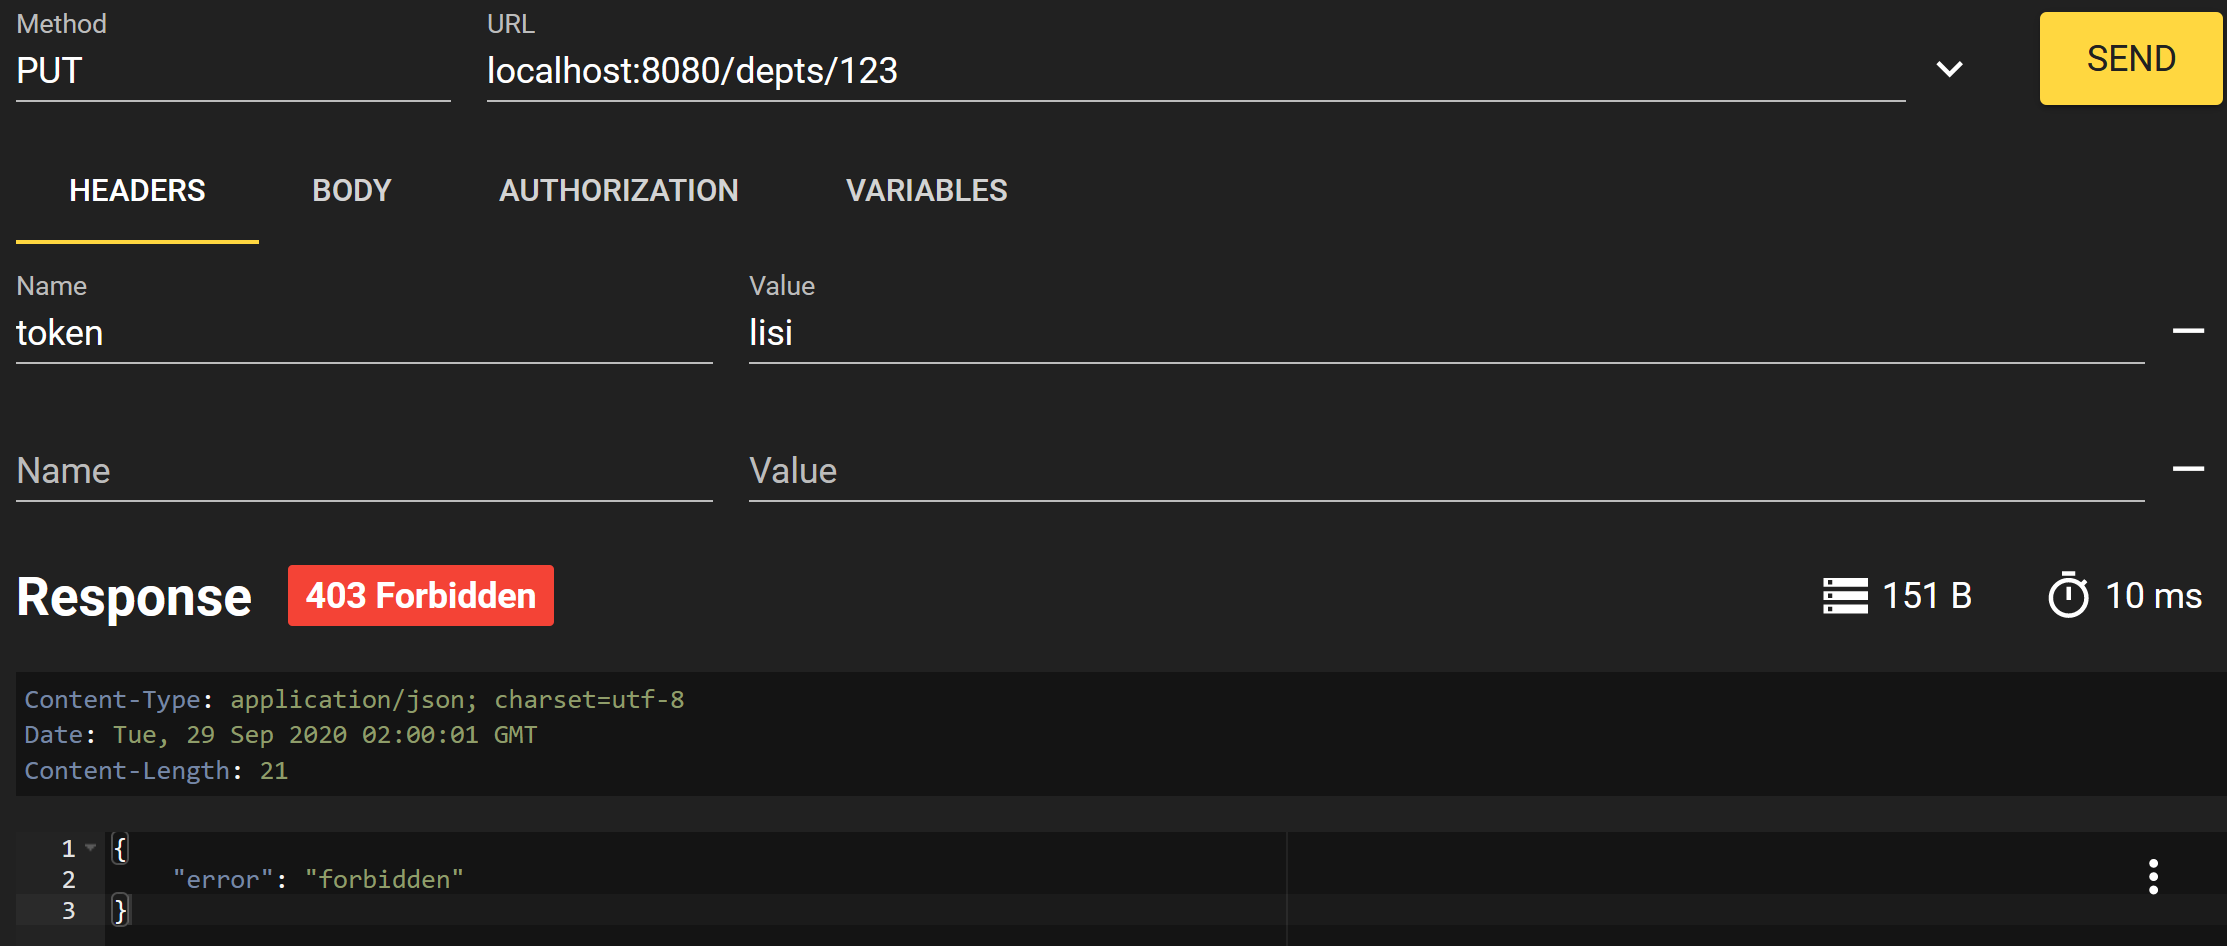 Method
URL
PUT
localhost:8080/depts/123
SEND
HEADERS
BODY
AUTHORIZATION
VARIABLES
Name
Value
token
lisi
Name
Value
Response
403 Forbidden
151 B
10 ms
Content-Type: application/json; charset=utf-8
Date: Tue, 29 Sep 2020 02:00:01 GMT
Content-Length: 21
1 {
2 "error": "forbidden"
3 }